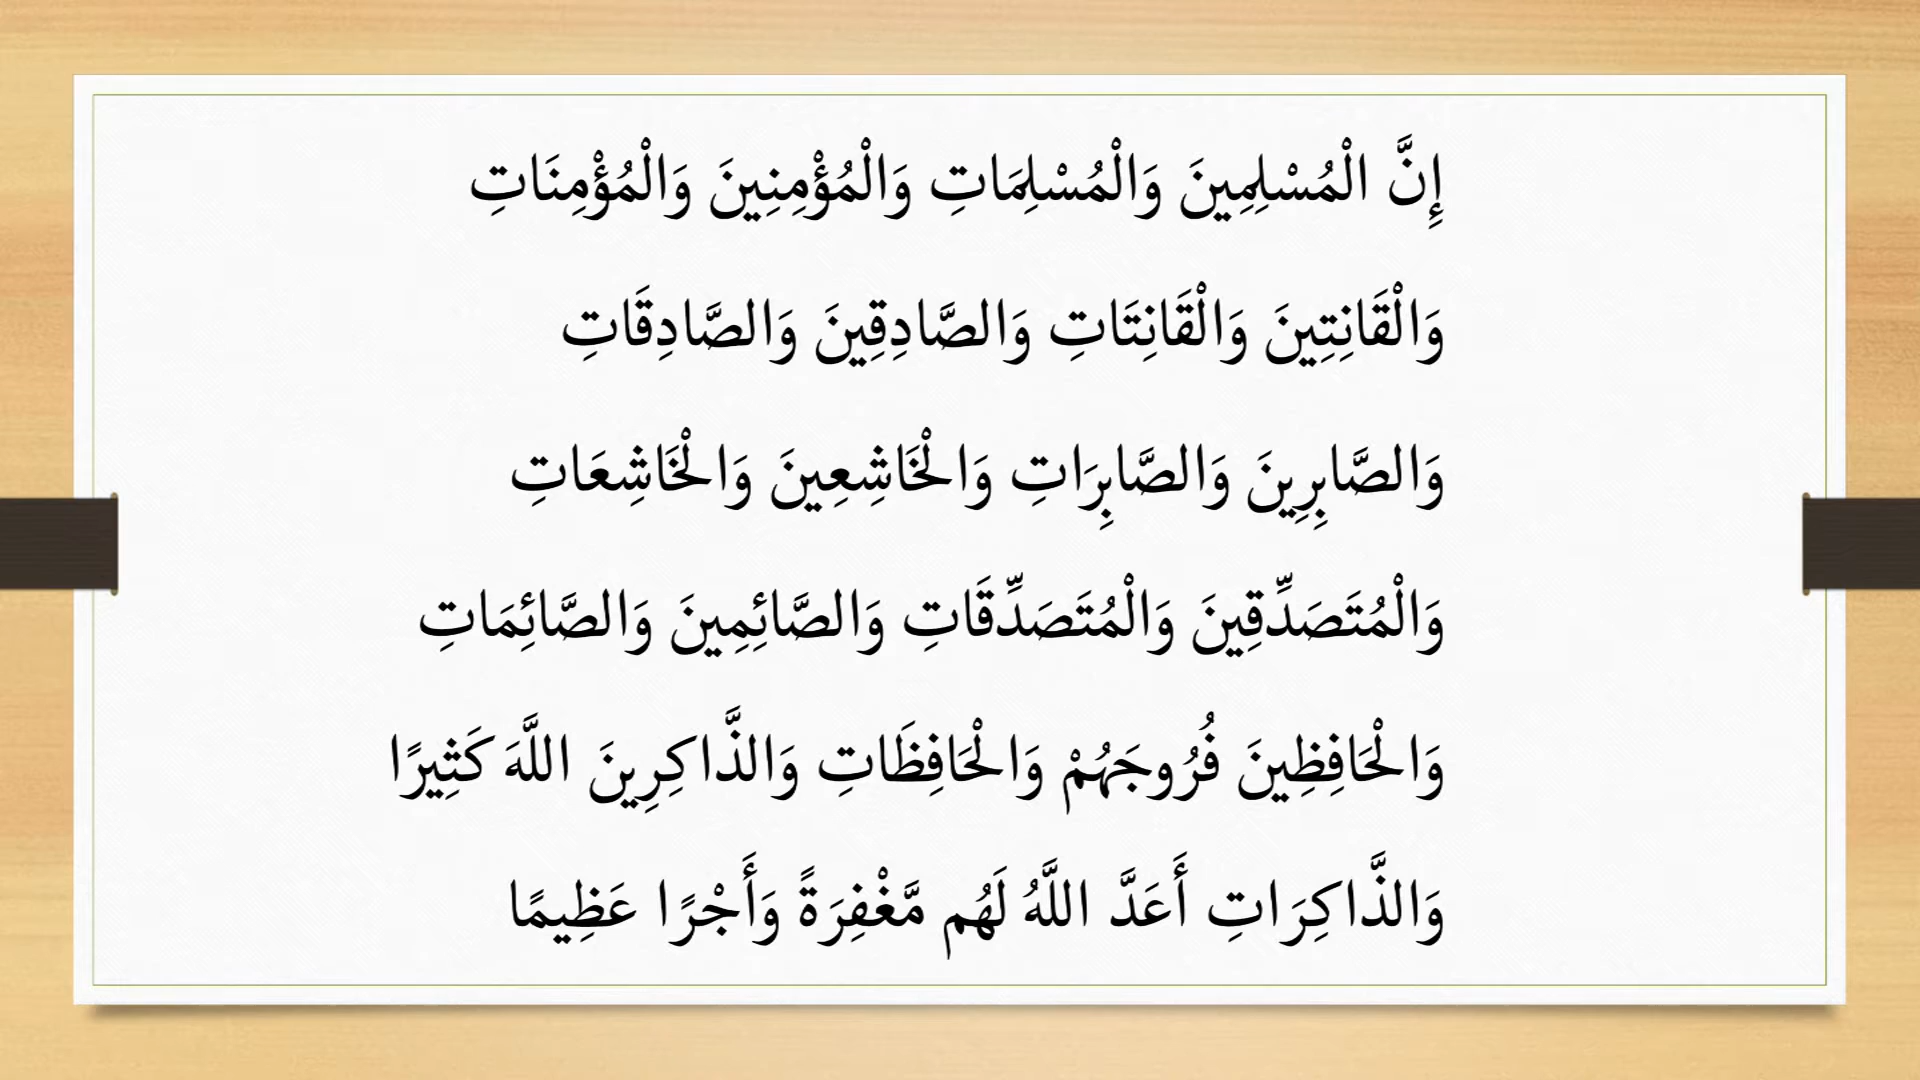 إِنَّ الْمُسْلِمِينَ وَالْمُسْلِمَاتِ وَالْمُؤْمِنِينَ وَالْمُؤْمِنَاتِ
وَالْقَانِتِينَ وَالْقَانِتَاتِ وَالصَّادِقِينَ وَالصَّادِقَاتِ
وَالصَّابِرِينَ وَالصَّابِرَاتِ وَالْخَاشِعِينَ وَالْخَاشِعَاتِ
وَالْمُتَصَدِّقِينَ وَالْمُتَصَدِّقَاتِ وَالصَّائِمِينَ وَالصَّائِمَاتِ
وَالْحَافِظِينَ فُرُوجَهُمْ وَالْحَافِظَاتِ وَالذَّاكِرِينَ اللَّهَ كَثِيرًا
وَالذَّاكِرَاتِ أَعَدَّ اللَّهُ لَهُم مَّغْفِرَةً وَأَجْرًا عَظِيمًا